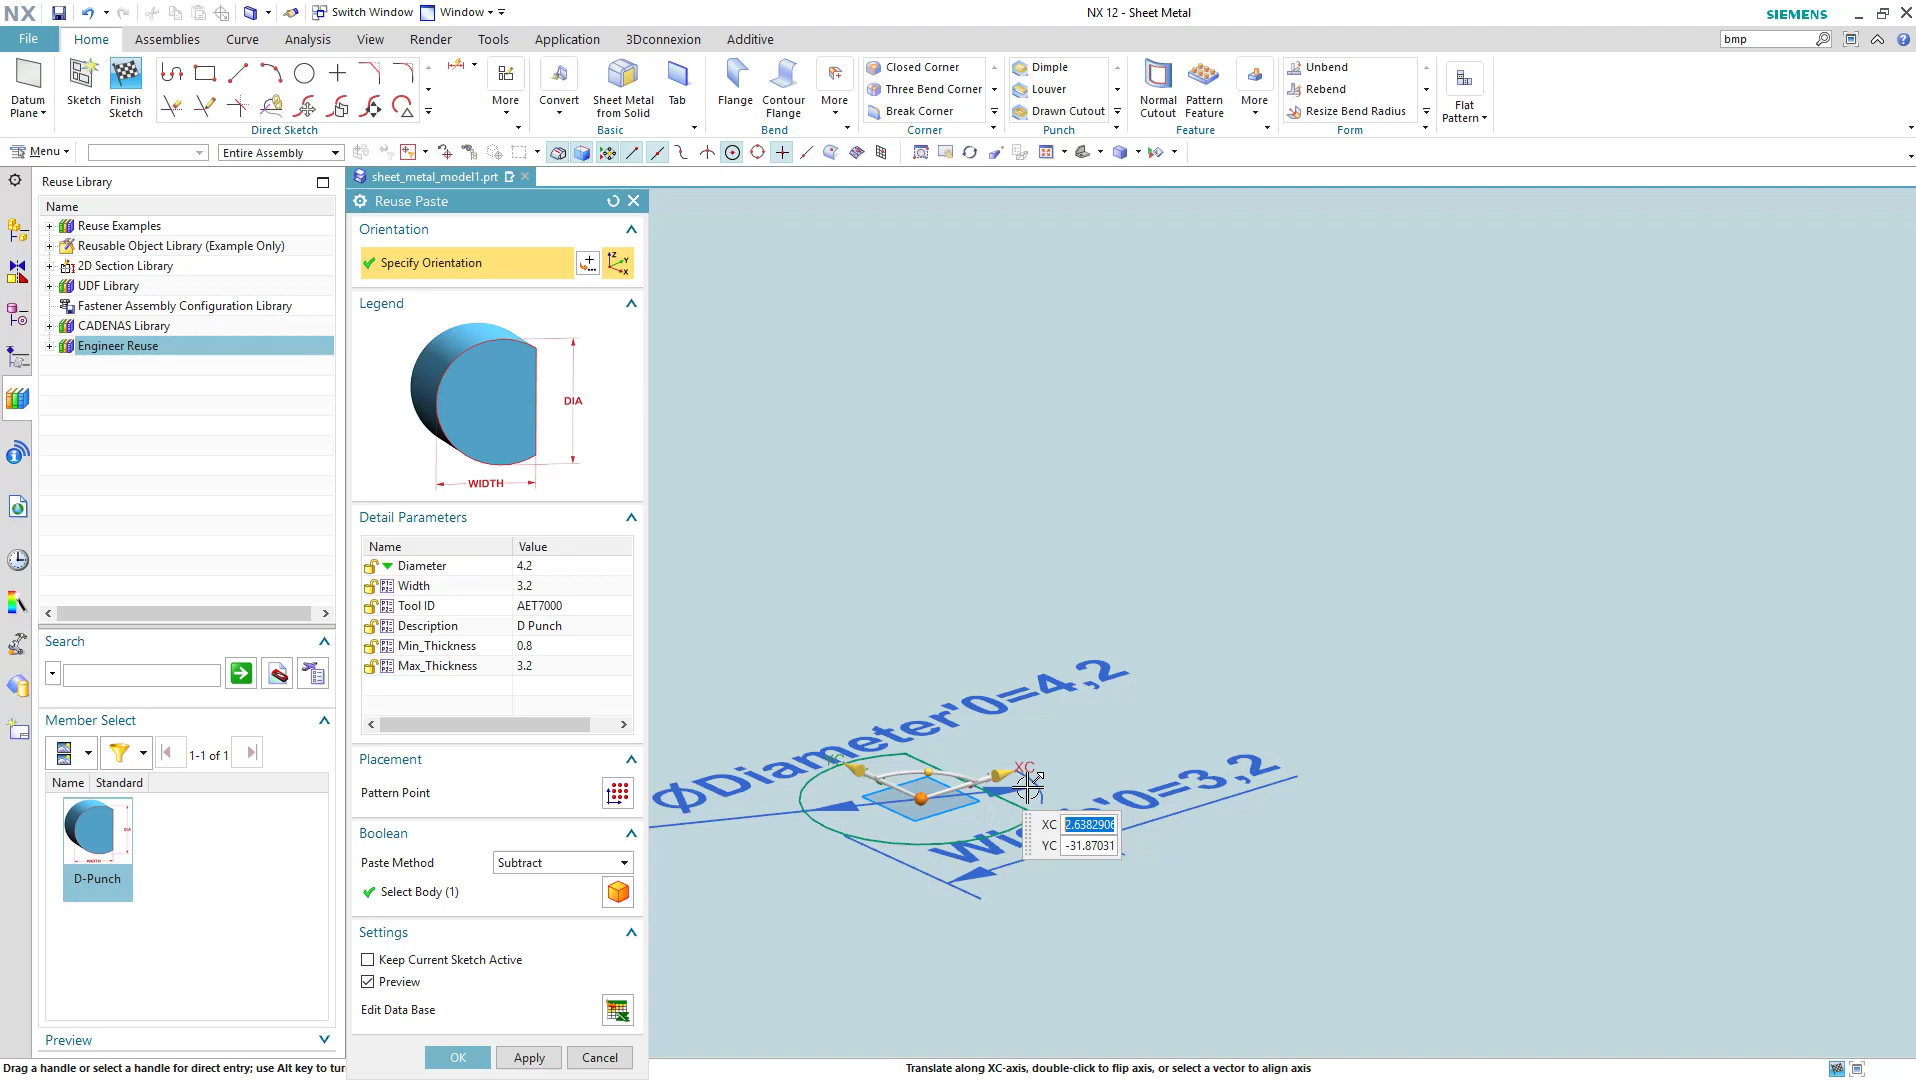 NX
Switch Window
Window
NX 12 - Sheet Metal
SIEMENS
File
Home
Assemblies
Curve
Analysis
View
Render
Tools
Application
3Dconnexion
Additive
bmp
Datum
Plane
Sketch
Finish
Sketch
Direct Sketch
More
Convert
Sheet Metal
from Solid
Tab
Basic
Flange
Contour
Flange
More
Bend
Closed Corner
Three Bend Corner
Break Corner
Corner
Dimple
Louver
Drawn Cutout
Punch
Normal
Cutout
Pattern
Feature
More
Feature
Unbend
Rebend
Resize Bend Radius
Form
Flat
Pattern
Menu
Entire Assembly
Reuse Library
Name
Reuse Examples
Reusable Object Library (Example Only)
2D Section Library
UDF Library
Fastener Assembly Configuration Library
CADENAS Library
Engineer Reuse
Search
Member Select
1-1 of 1
Name Standard
D-Punch
Preview
sheet_metal_model1.prt
Reuse Paste
Orientation
Specify Orientation
Legend
DIA
WIDTH
Detail Parameters
Name Value
Diameter 4.2
Width 3.2
Tool ID AET7000
Description D Punch
Min_Thickness 0.8
Max_Thickness 3.2
Placement
Pattern Point
Boolean
Paste Method Subtract
Select Body (1)
Settings
Keep Current Sketch Active
Preview
Edit Data Base
OK Apply Cancel
ØDiameter'0=4,2
'0=3,2
XC
XC 2.6382906
YC -31.87031
Drag a handle or select a handle for direct entry; use Alt key to tur
Translate along XC-axis, double-click to flip axis, or select a vector to align axis